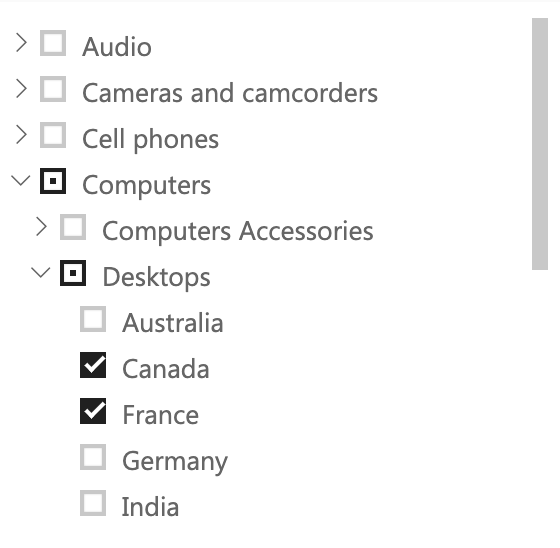 Audio
Cameras and camcorders
Cell phones
Computers
Computers Accessories
Desktops
Australia
Canada
France
Germany
India